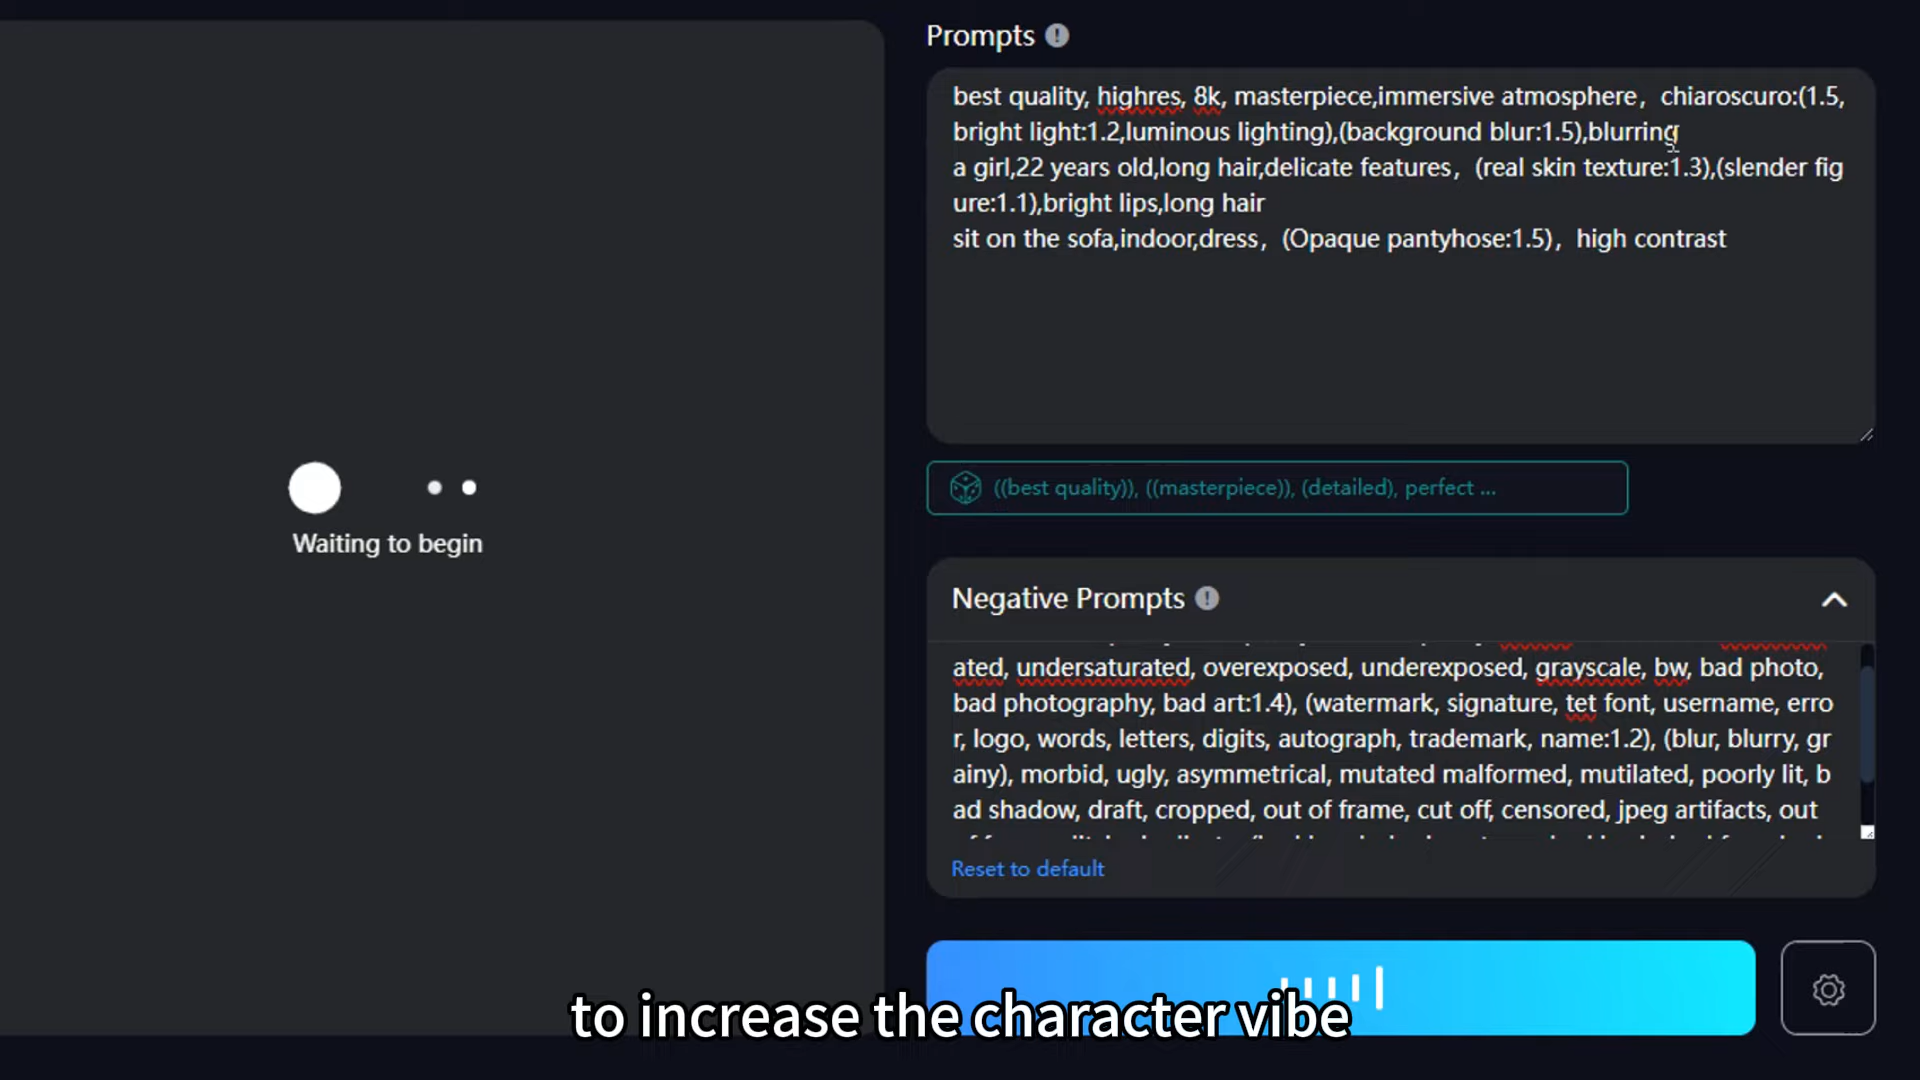 Prompts
best quality, highres, 8k, masterpiece,immersive atmosphere，chiaroscuro:(1.5,
bright light:1.2,luminous lighting),(background blur:1.5),blurring
a girl,22 years old,long hair,delicate features，(real skin texture:1.3),(slender fig
ure:1.1),bright lips,long hair
sit on the sofa,indoor,dress，(Opaque pantyhose:1.5)，high contrast
((best quality)), ((masterpiece)), (detailed), perfect ...
Waiting to begin
Negative Prompts
ated, undersaturated, overexposed, underexposed, grayscale, bw, bad photo,
bad photography, bad art:1.4), (watermark, signature, tet font, username, erro
r, logo, words, letters, digits, autograph, trademark, name:1.2), (blur, blurry, gr
ainy), morbid, ugly, asymmetrical, mutated malformed, mutilated, poorly lit, b
ad shadow, draft, cropped, out of frame, cut off, censored, jpeg artifacts, out
Reset to default
to increase the character vibe